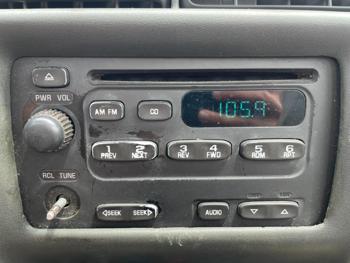 PWR VOL
AM FM
CD
105.9
1 PREV
2 NEXT
3 REV
4 FWD
5 RDM
6 RPT
RCL TUNE
SEEK
SEEK
AUDIO